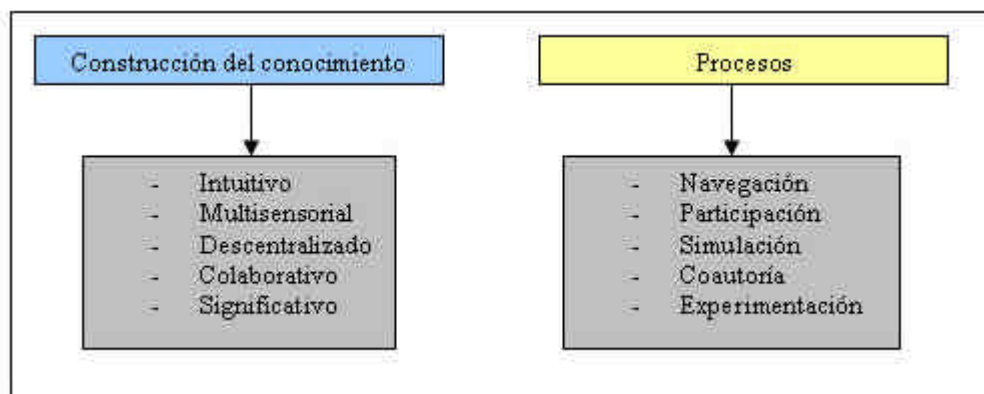 Construcción del conocimiento
Procesos
- Intuitivo
- Multisensorial
- Descentralizado
- Colaborativo
- Significativo
- Navegación
- Participación
- Simulación
- Coautoría
- Experimentación